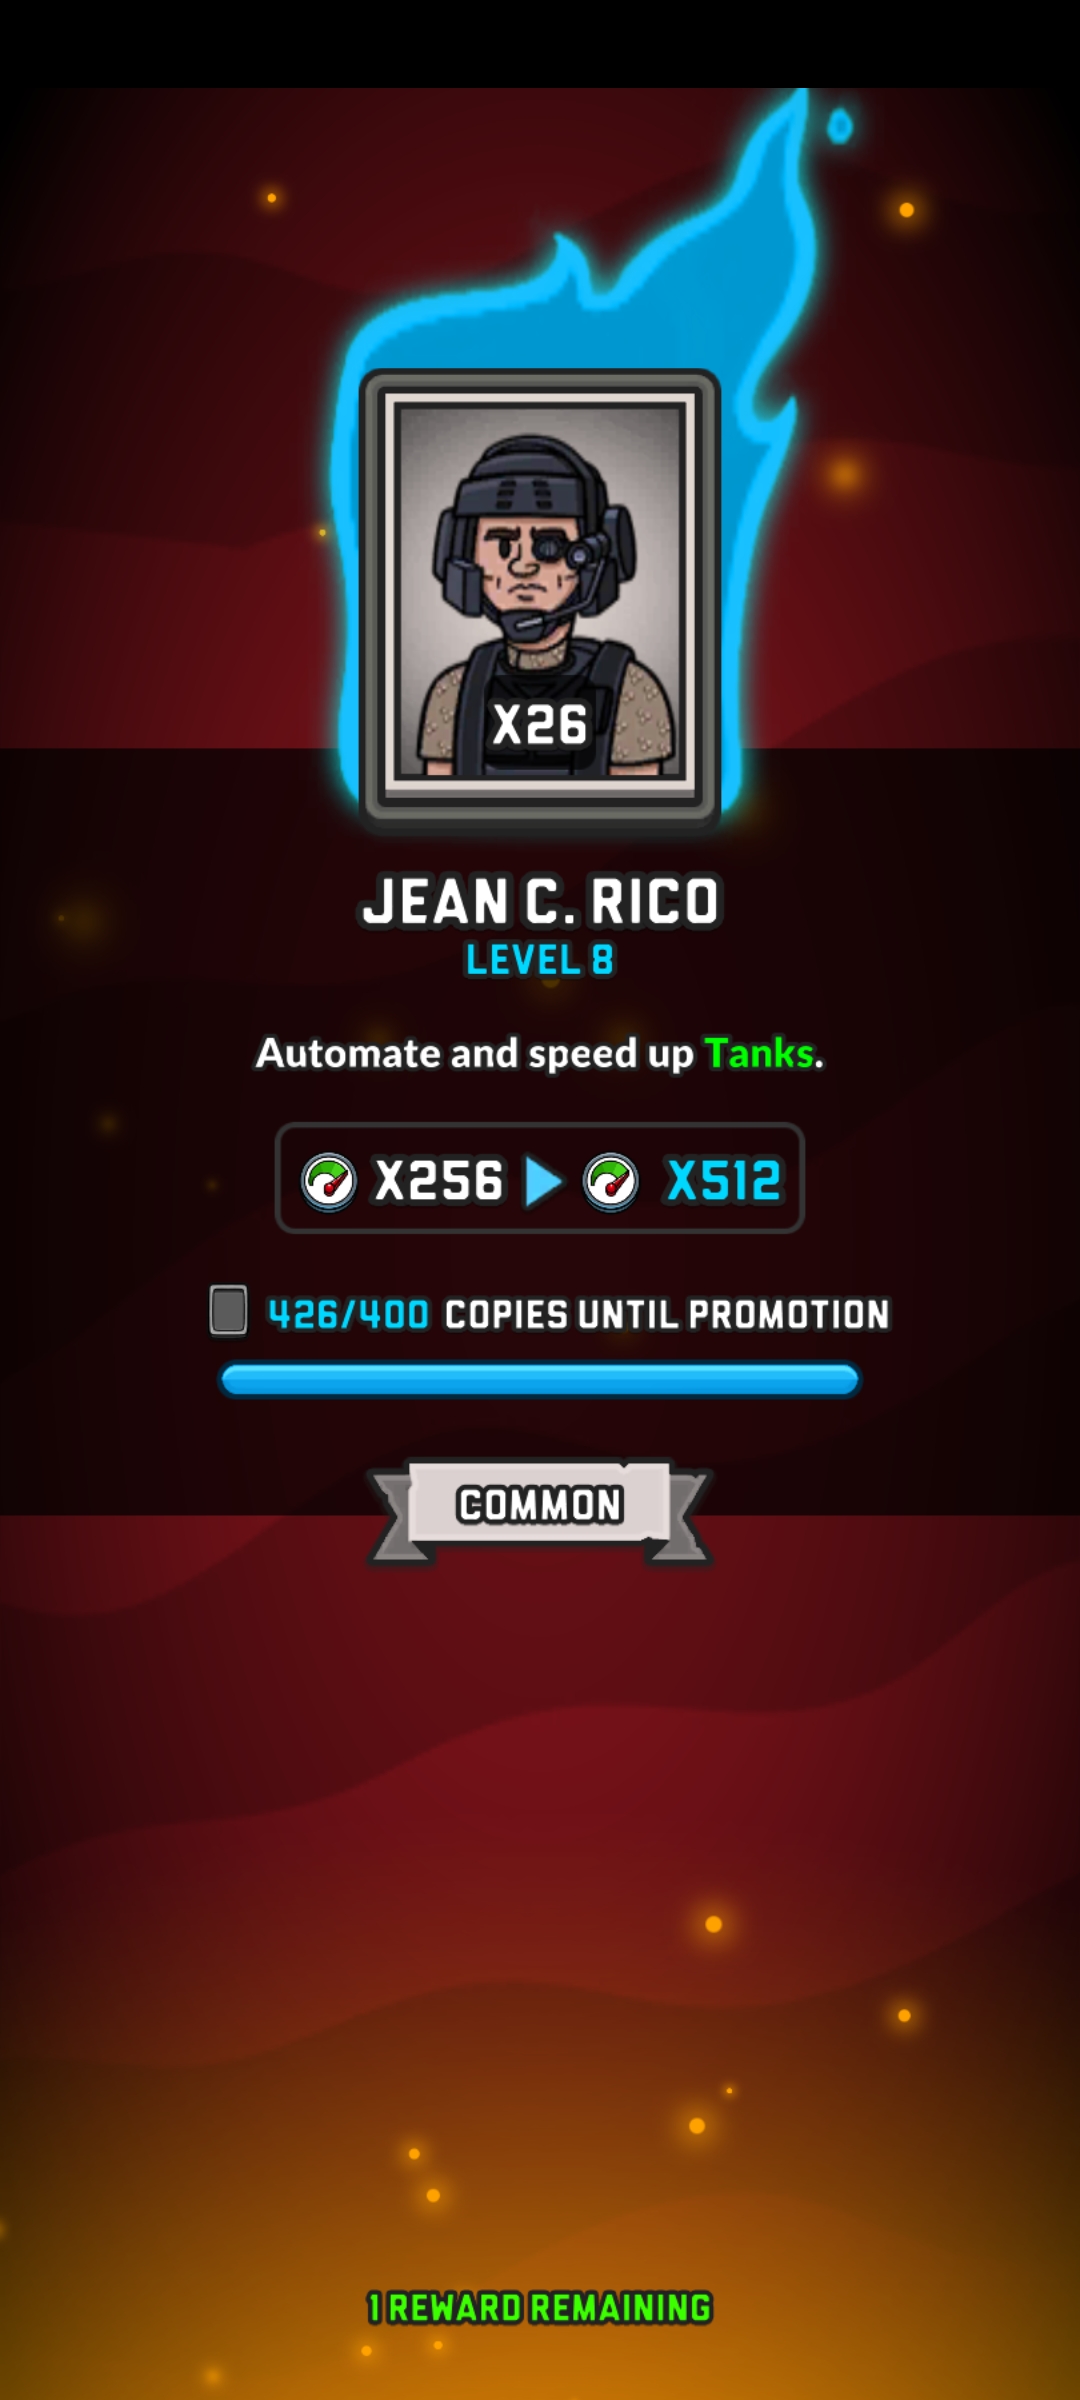 X26
JEAN C. RICO
LEVEL 8
Automate and speed up Tanks.
X256 X512
426/400 COPIES UNTIL PROMOTION
COMMON
1 REWARD REMAINING